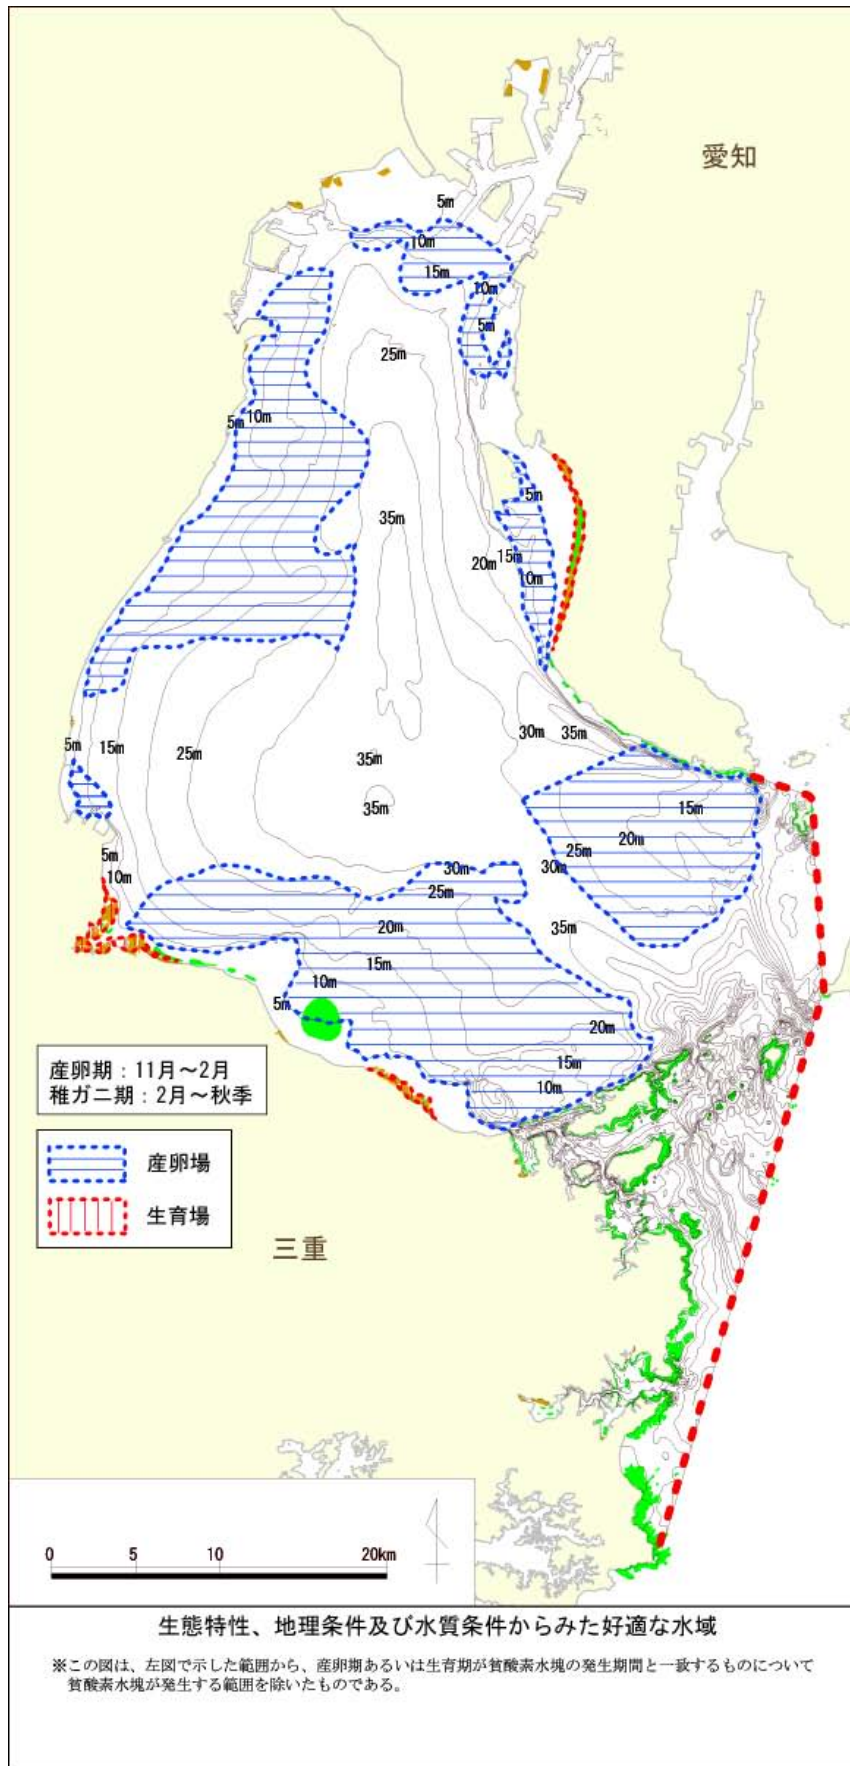 愛知
5m
10m
15m
10m
5m
25m
5m
10m
35m
5m
15m
20m
10m
30m
35m
5m
15m
25m
35m
35m
15m
20m
25m
5m
10m
30m
25m
30m
20m
35m
15m
10m
5m
20m
15m
10m
産卵期：11月～2月
稚ガニ期：2月～秋季
産卵場
生育場
三重
0 5 10 20km
生態特性、地理条件及び水質条件からみた好適な水域
※この図は、左図で示した範囲から、産卵期あるいは生育期が貧酸素水塊の発生期間と一致するものについて
貧酸素水塊が発生する範囲を除いたものである。